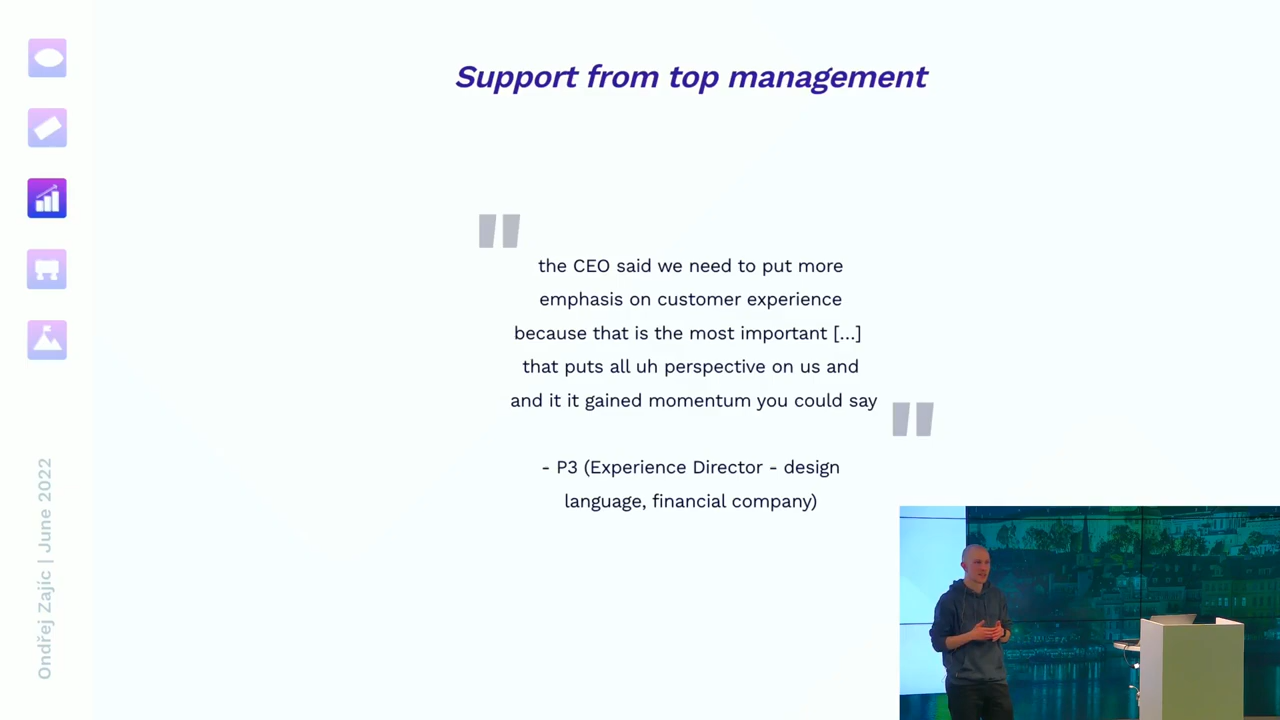 Support from top management
"
the CEO said we need to put more
emphasis on customer experience
because that is the most important [...]
that puts all uh perspective on us and
and it it gained momentum you could say
"
- P3 (Experience Director - design
language, financial company)
Ondřej Zajíc | June 2022